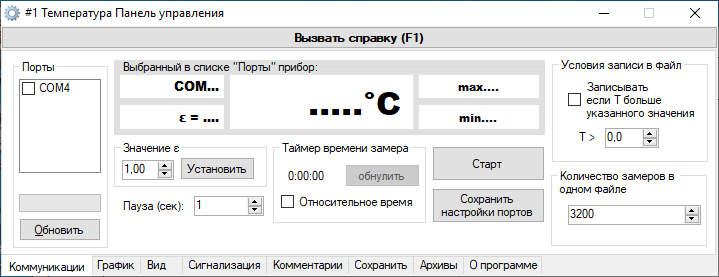 #1 Температура Панель управления
Вызвать справку (F1)
Порты
COM4
Обновить
Выбранный в списке "Порты" прибор:
COM...
ε = ....
.....°C
max....
min....
Значение ε
1,00
Установить
Пауза (сек):
1
Таймер времени замера
0:00:00
обнулить
Относительное время
Старт
Сохранить
настройки портов
Условия записи в файл
Записывать
если T больше
указанного значения
T >
0,0
Количество замеров в
одном файле
3200
Коммуникации
График
Вид
Сигнализация
Комментарии
Сохранить
Архивы
О программе